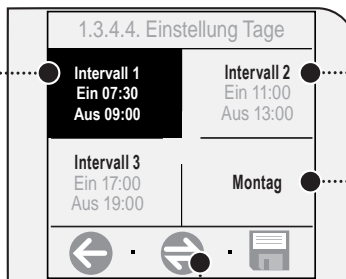 1.3.4.4. Einstellung Tage
Intervall 1
Ein 07:30
Aus 09:00
Intervall 2
Ein 11:00
Aus 13:00
Intervall 3
Ein 17:00
Aus 19:00
Montag